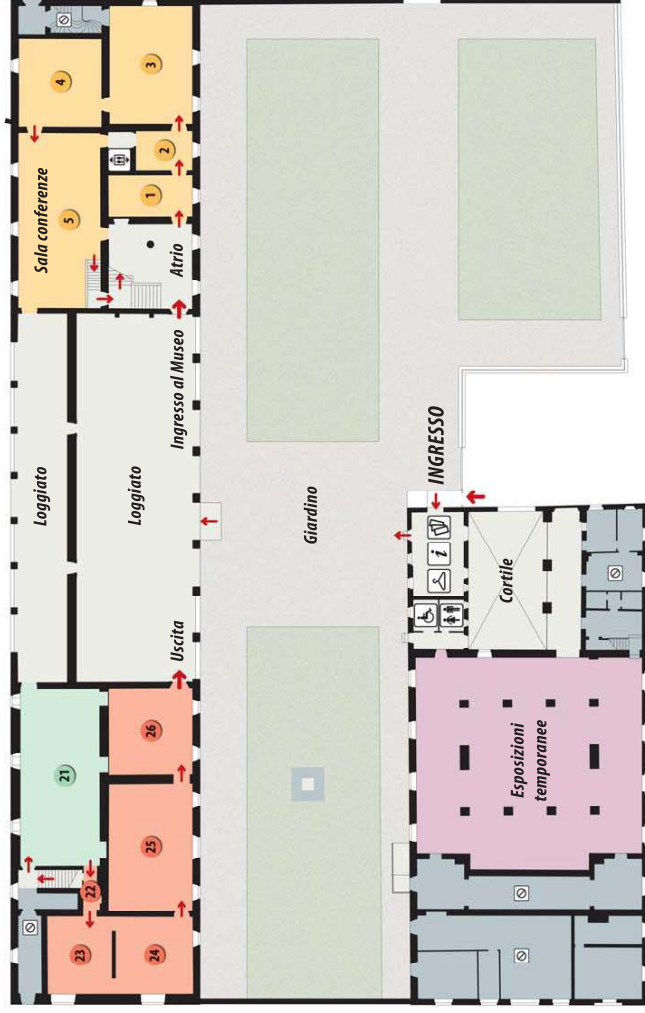 4
3
2
1
5
Sala conferenze
Atrio
Ingresso al Museo
Loggiato
Loggiato
Uscita
Giardino
INGRESSO
i
Cortile
Esposizioni
temporanee
21
22
23
24
25
26